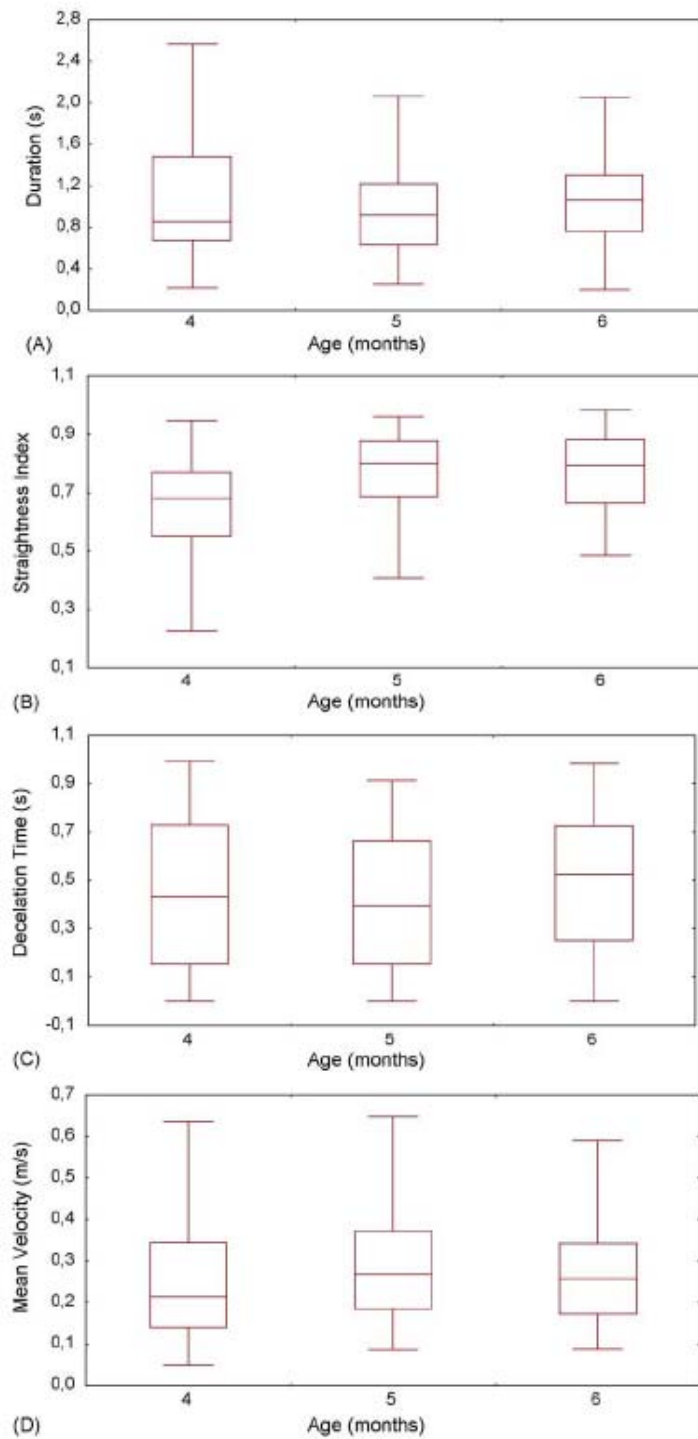 2,8
2,4
2,0
1,6
1,2
0,8
0,4
0,0
Duration (s)
4 5 6
(A) Age (months)
1,1
0,9
0,7
0,5
0,3
0,1
Straightness Index
4 5 6
(B) Age (months)
1,1
0,9
0,7
0,5
0,3
0,1
-0,1
Decelation Time (s)
4 5 6
(C) Age (months)
0,7
0,6
0,5
0,4
0,3
0,2
0,1
0,0
Mean Velocity (m/s)
4 5 6
(D) Age (months)